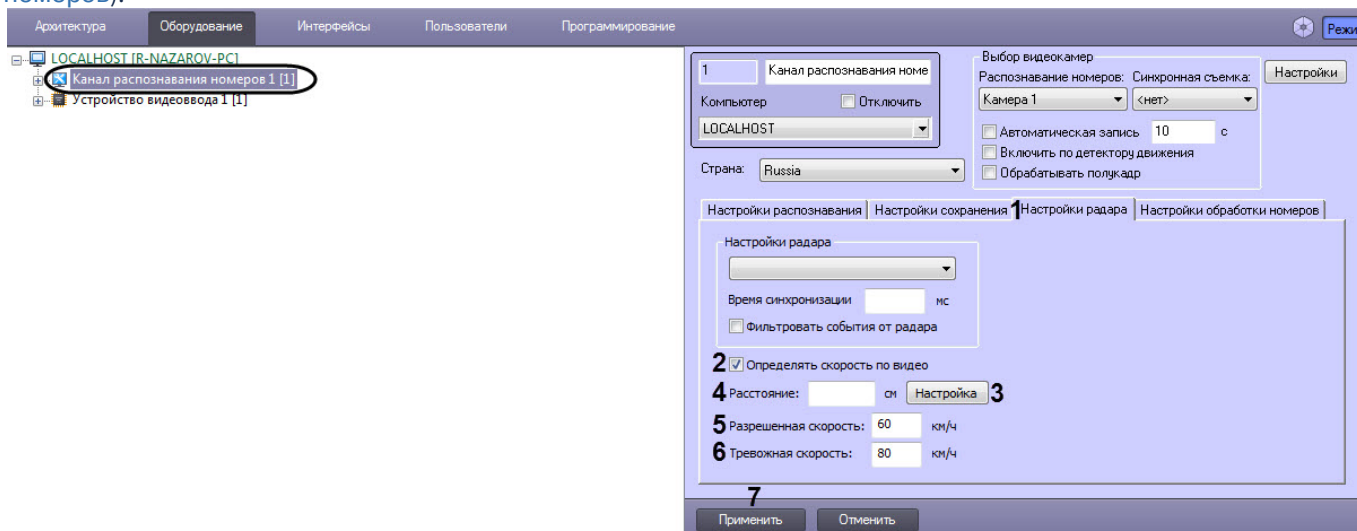 номеров).
Архитектура Оборудование Интерфейсы Пользователи Программирование
LOCALHOST [R-NAZAROV-PC]
Канал распознавания номеров 1 [1]
Устройство видеоввода 1 [1]
1 Канал распознавания номе
Компьютер Отключить
LOCALHOST
Страна: Russia
Выбор видеокамер
Распознавание номеров: Синхронная съемка:
Камера 1 <нет>
Настройки
Автоматическая запись 10 с
Включить по детектору движения
Обрабатывать полукадр
Настройки распознавания Настройки сохранения 1 Настройки радара Настройки обработки номеров
Настройки радара
Время синхронизации мс
Фильтровать события от радара
2 Определять скорость по видео
4 Расстояние: см Настройка 3
5 Разрешенная скорость: 60 км/ч
6 Тревожная скорость: 80 км/ч
7
Применить Отменить